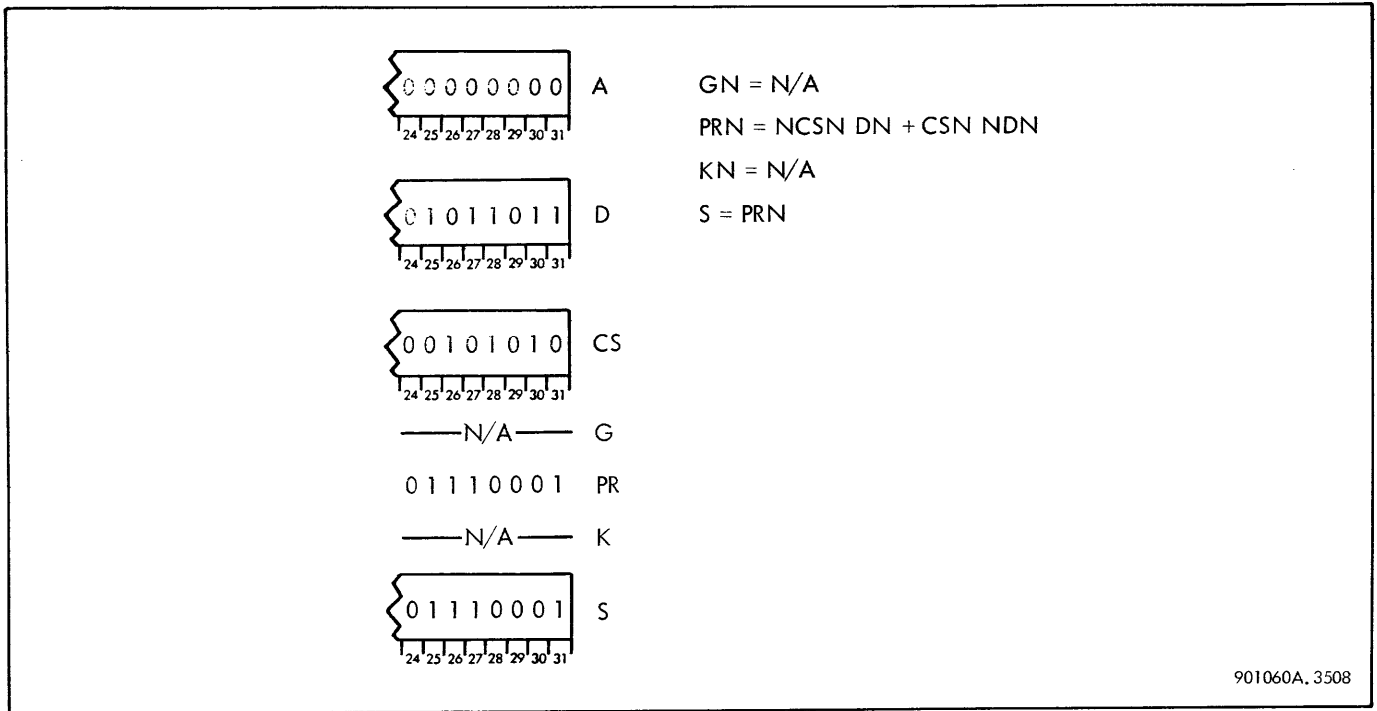 0 0 0 0 0 0 0 0 A
24 25 26 27 28 29 30 31
0 1 0 1 1 0 1 1 D
24 25 26 27 28 29 30 31
0 0 1 0 1 0 1 0 CS
24 25 26 27 28 29 30 31
N/A G
0 1 1 1 0 0 0 1 PR
N/A K
0 1 1 1 0 0 0 1 S
24 25 26 27 28 29 30 31
GN = N/A
PRN = NCSN DN + CSN NDN
KN = N/A
S = PRN
901060A. 3508